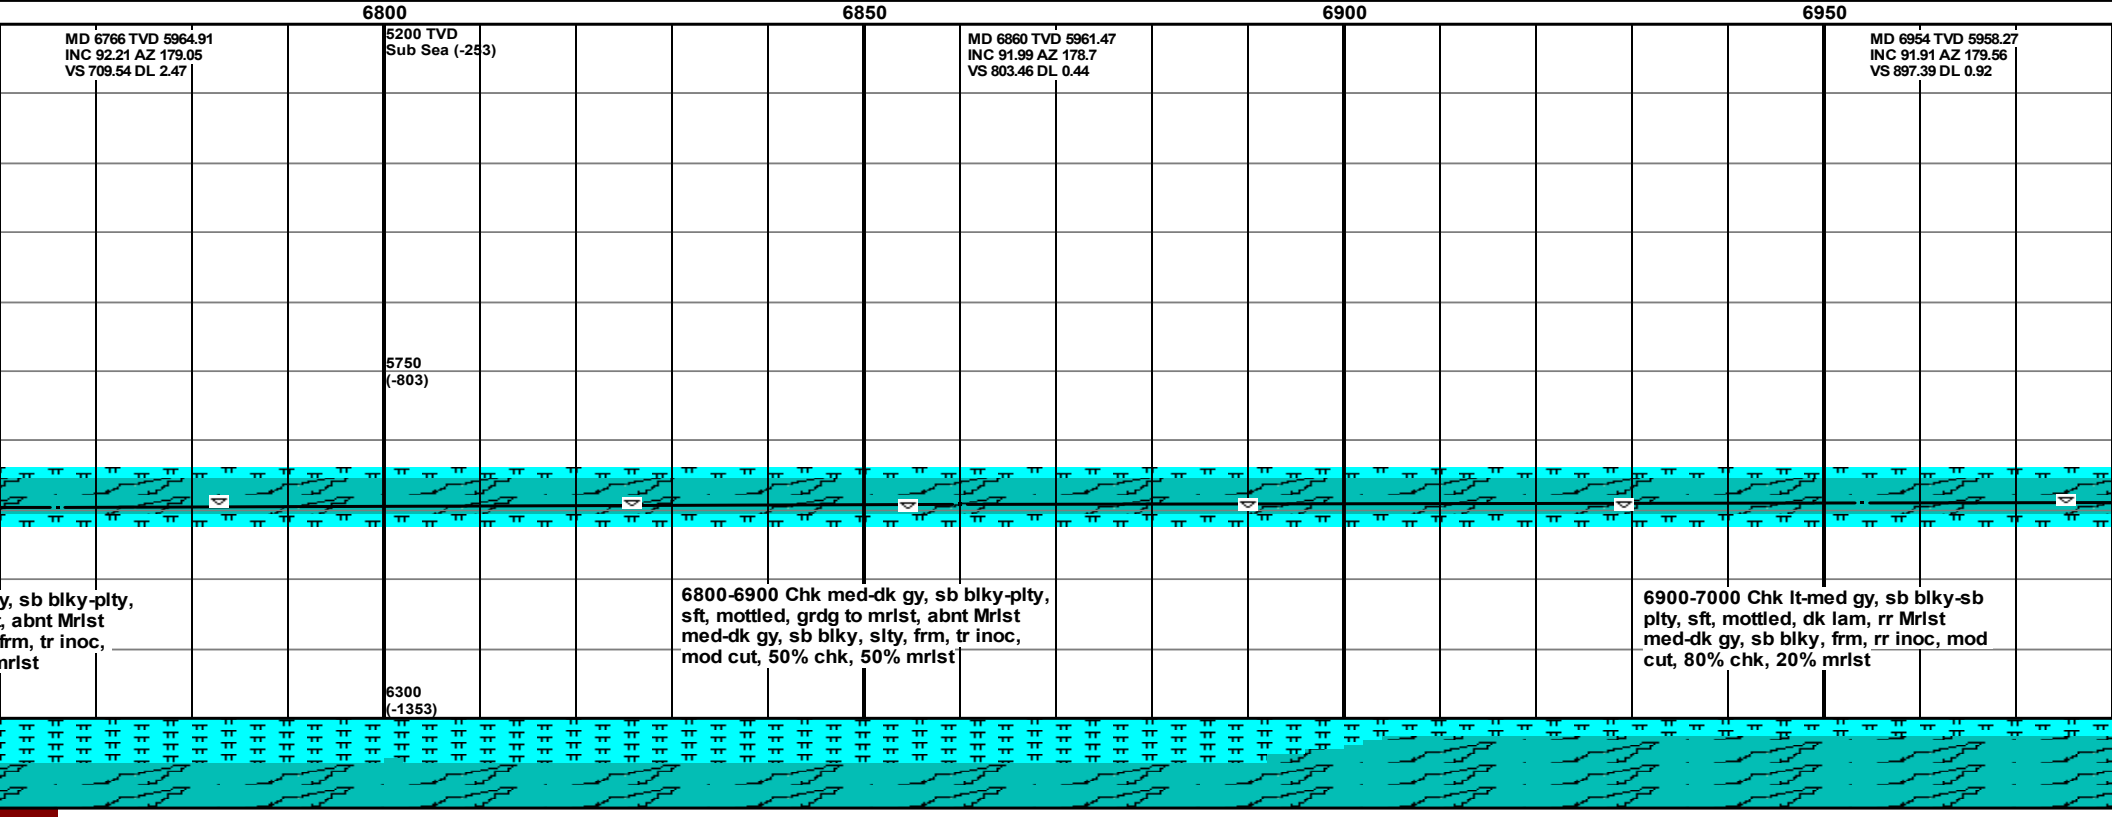 6800 6850 6900 6950
MD 6766 TVD 5964.91
INC 92.21 AZ 179.05
VS 709.54 DL 2.47
5200 TVD
Sub Sea (-253)
MD 6860 TVD 5961.47
INC 91.99 AZ 178.7
VS 803.46 DL 0.44
MD 6954 TVD 5958.27
INC 91.91 AZ 179.56
VS 897.39 DL 0.92
5750
(-803)
y, sb blky-plty,
, abnt Mrlst
frm, tr inoc,
mrlst
6800-6900 Chk med-dk gy, sb blky-plty,
sft, mottled, grdg to mrlst, abnt Mrlst
med-dk gy, sb blky, slty, frm, tr inoc,
mod cut, 50% chk, 50% mrlst
6900-7000 Chk lt-med gy, sb blky-sb
plty, sft, mottled, dk lam, rr Mrlst
med-dk gy, sb blky, frm, rr inoc, mod
cut, 80% chk, 20% mrlst
6300
(-1353)